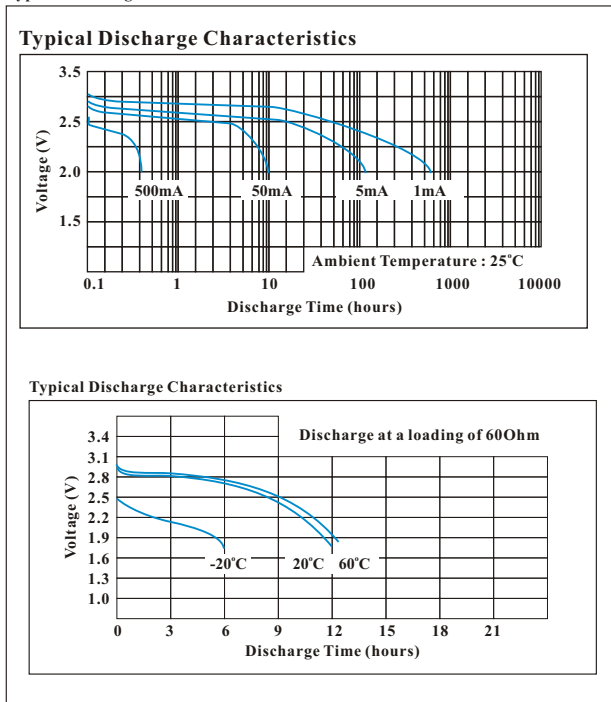 Typical Discharge Characteristics
3.5
2.5
2.0
1.5
Voltage (V)
500mA 50mA 5mA 1mA
Ambient Temperature : 25°C
0.1 1 10 100 1000 10000
Discharge Time (hours)
Typical Discharge Characteristics
Discharge at a loading of 60Ohm
3.4
3.1
2.8
2.5
2.2
1.9
1.6
1.3
1.0
Voltage (V)
-20°C 20°C 60°C
0 3 6 9 12 18 21
Discharge Time (hours)